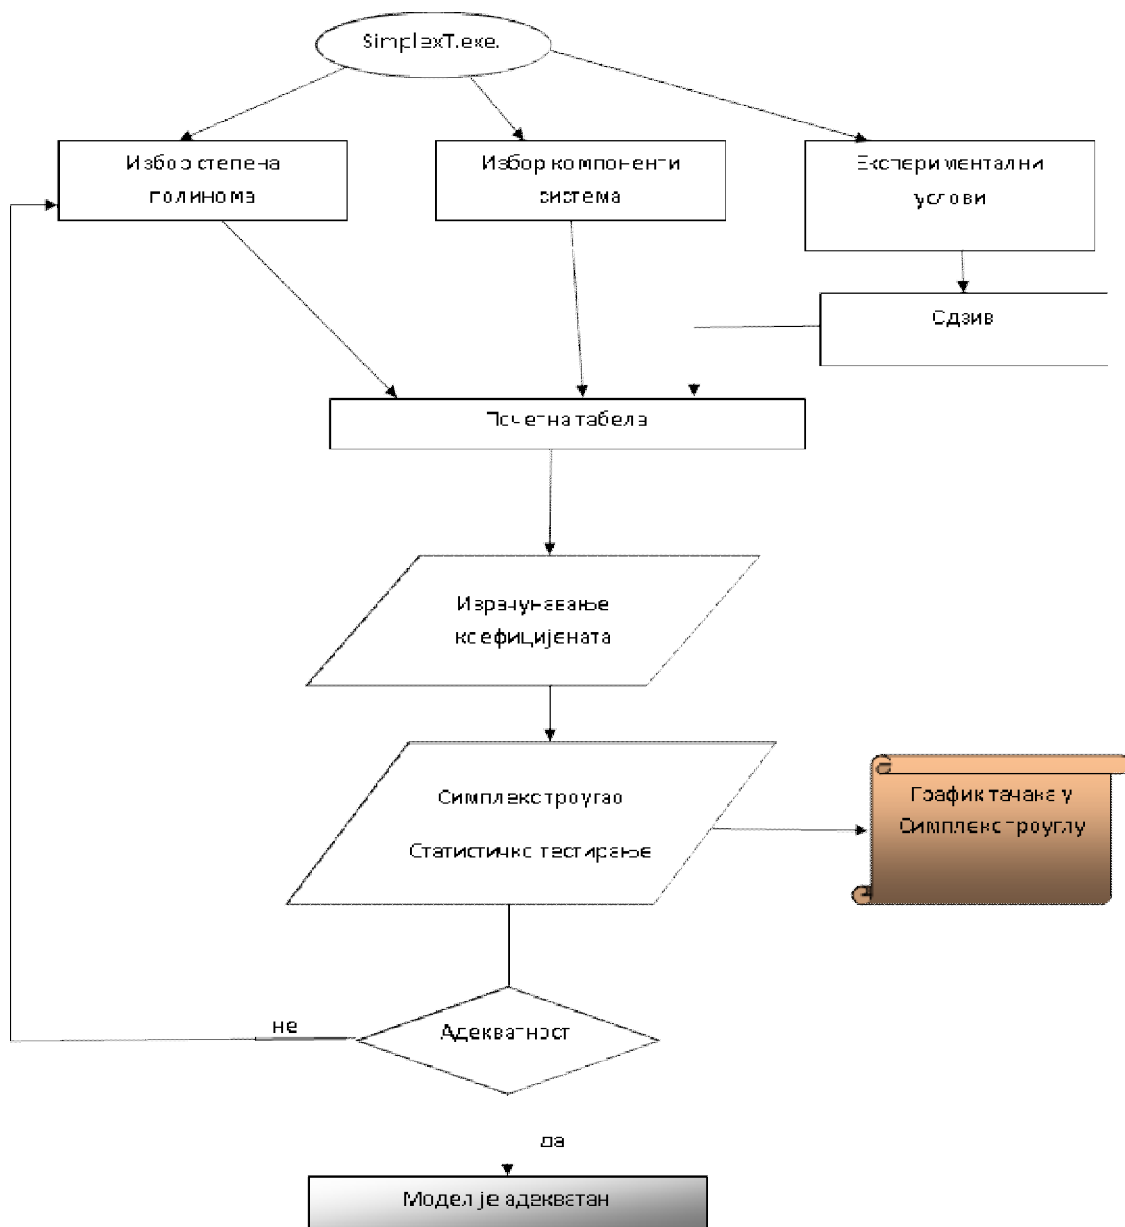 SimplexT.exe.
Избор степена
полинома
Избор компоненти
система
Експериментални
услови
Одзив
Почетна табела
Израчунавање
коефицијената
Симплекс троугао
Статистичко тестирање
График тачака у
Симплекс троуглу
не
Адекватност
да
Модел је адекватан